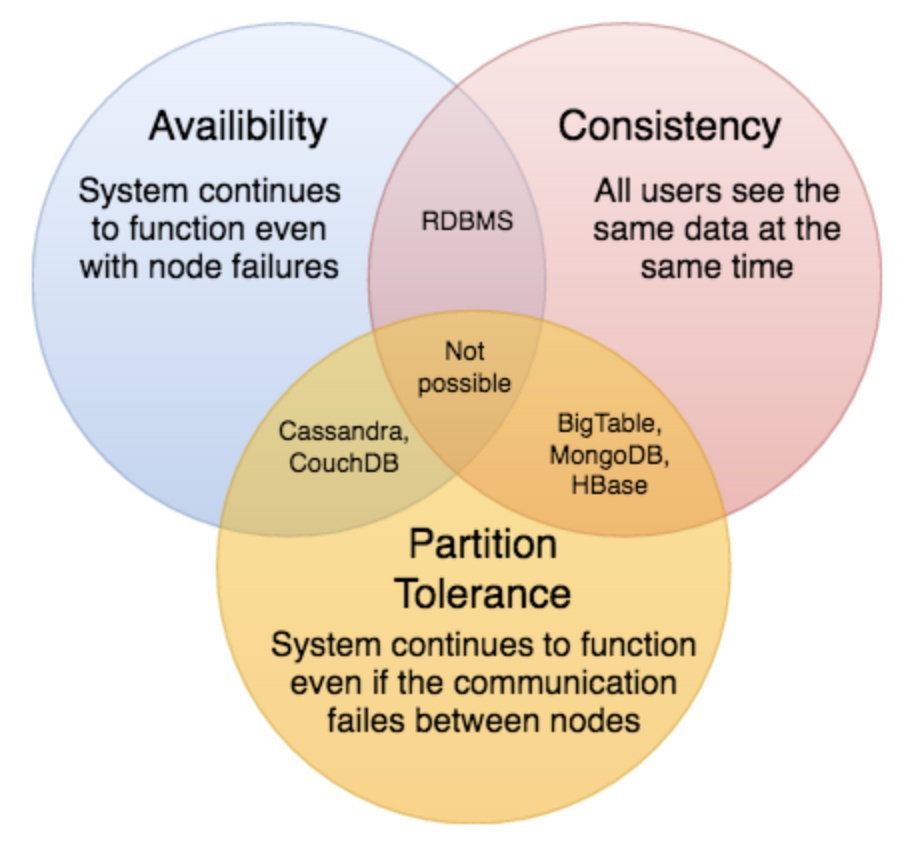 Availibility
System continues
to function even
with node failures
Consistency
All users see the
same data at the
same time
RDBMS
Not
possible
Cassandra,
CouchDB
BigTable,
MongoDB,
HBase
Partition
Tolerance
System continues to function
even if the communication
failes between nodes